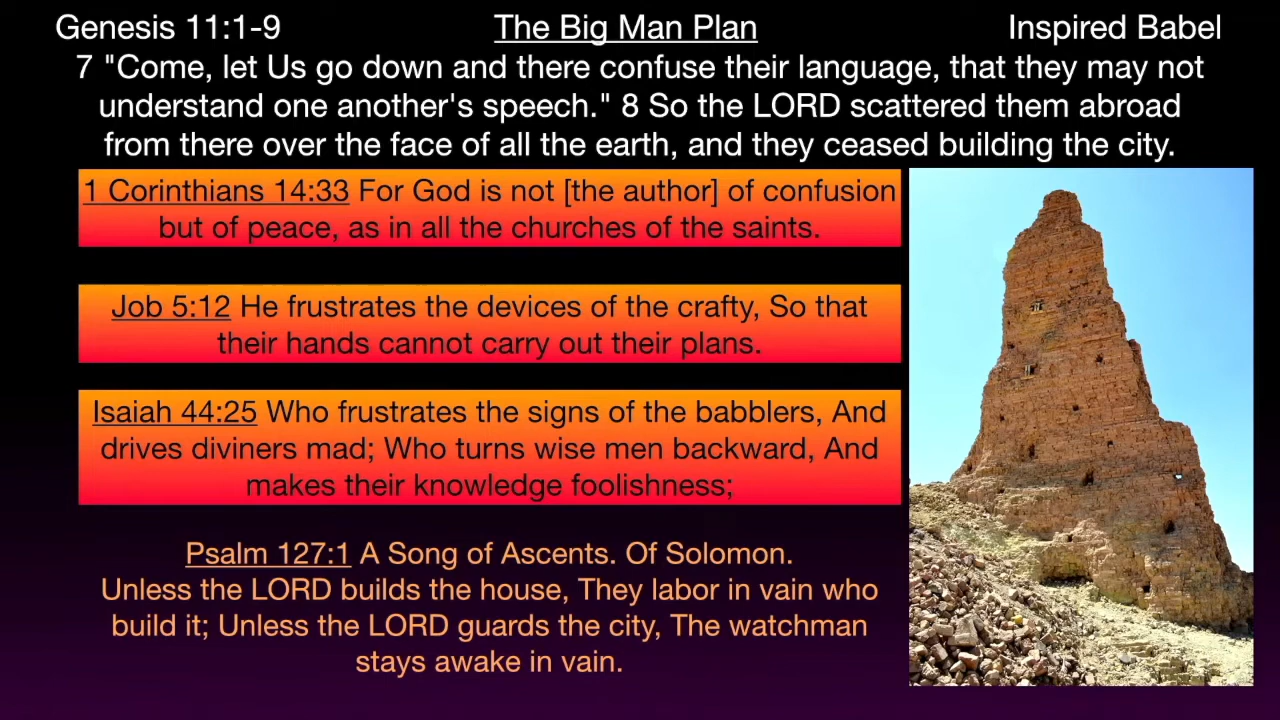 Genesis 11:1-9 The Big Man Plan Inspired Babel
7 "Come, let Us go down and there confuse their language, that they may not
understand one another's speech." 8 So the LORD scattered them abroad
from there over the face of all the earth, and they ceased building the city.
1 Corinthians 14:33 For God is not [the author] of confusion
but of peace, as in all the churches of the saints.
Job 5:12 He frustrates the devices of the crafty, So that
their hands cannot carry out their plans.
Isaiah 44:25 Who frustrates the signs of the babblers, And
drives diviners mad; Who turns wise men backward, And
makes their knowledge foolishness;
Psalm 127:1 A Song of Ascents. Of Solomon.
Unless the LORD builds the house, They labor in vain who
build it; Unless the LORD guards the city, The watchman
stays awake in vain.